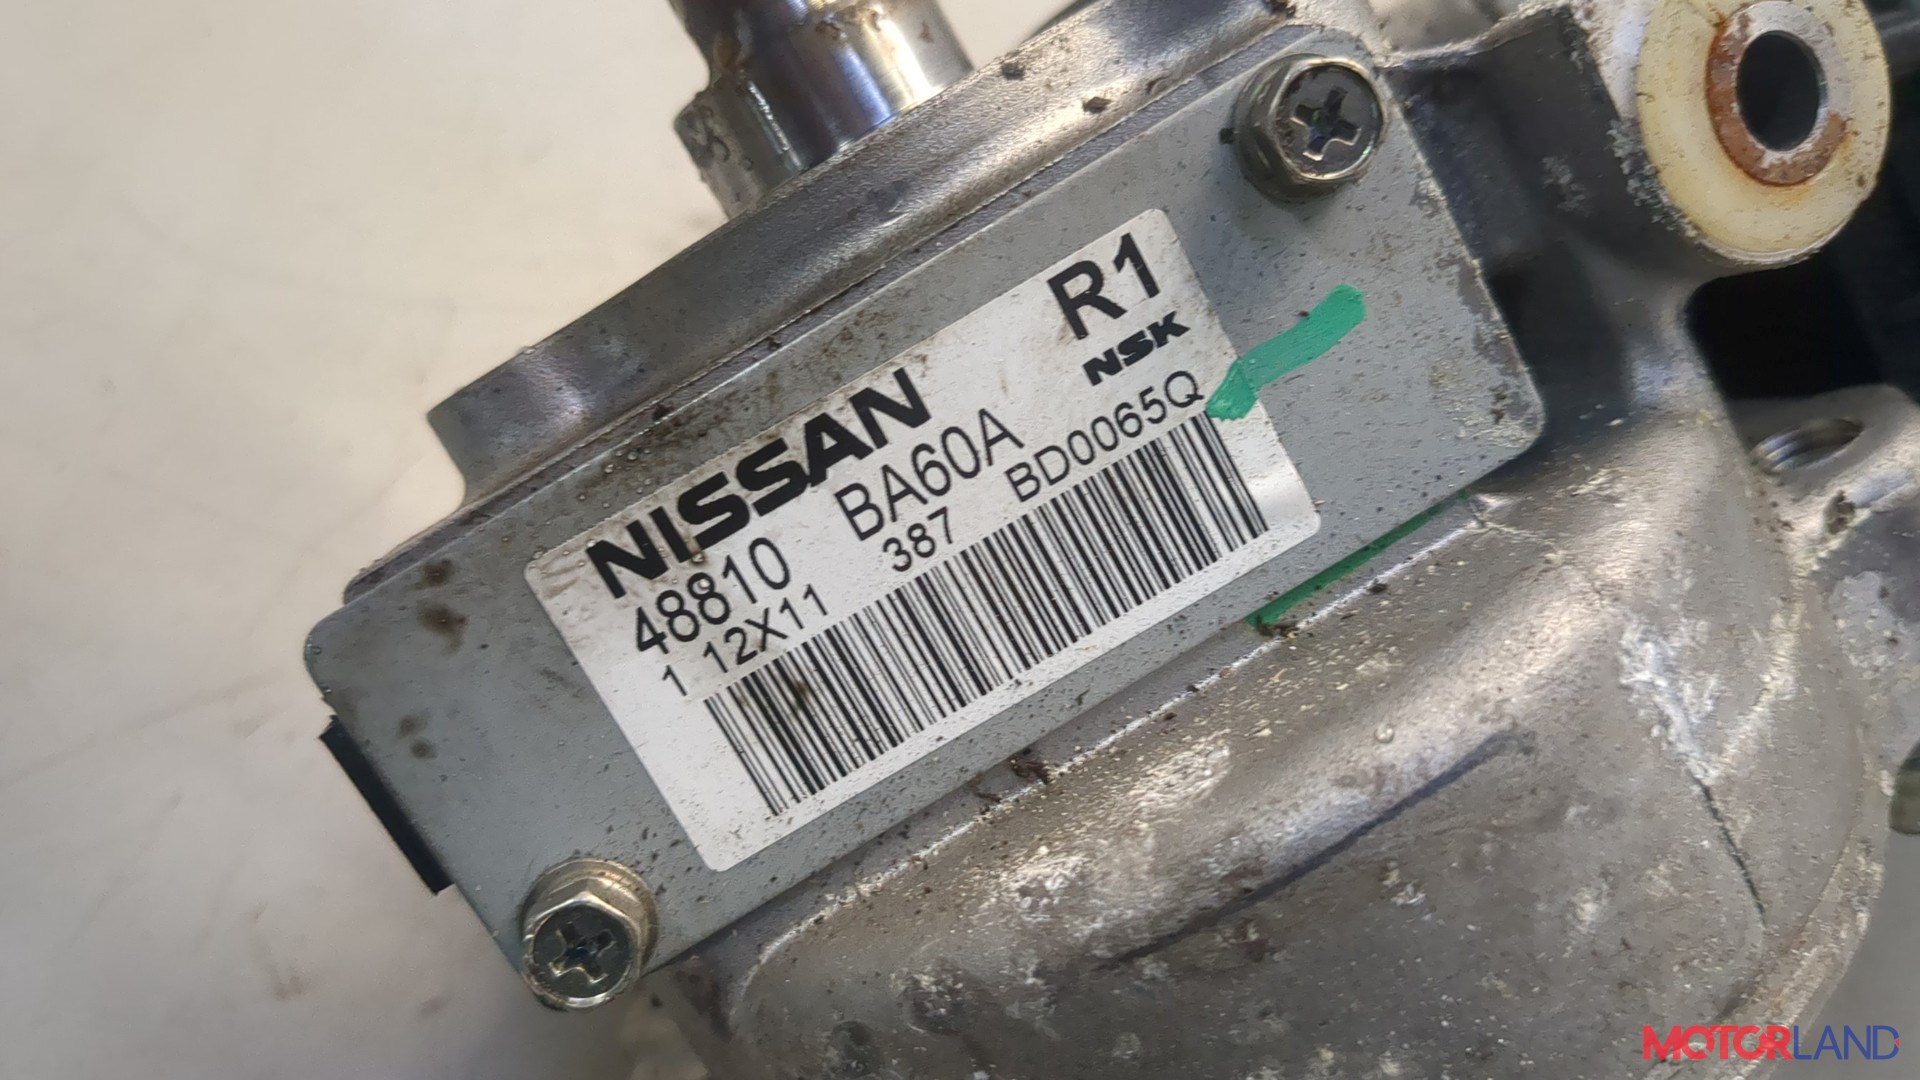 R1
NSK
NISSAN
48810 BA60A
1 12X11 387 BD0065Q
MOTORLAND